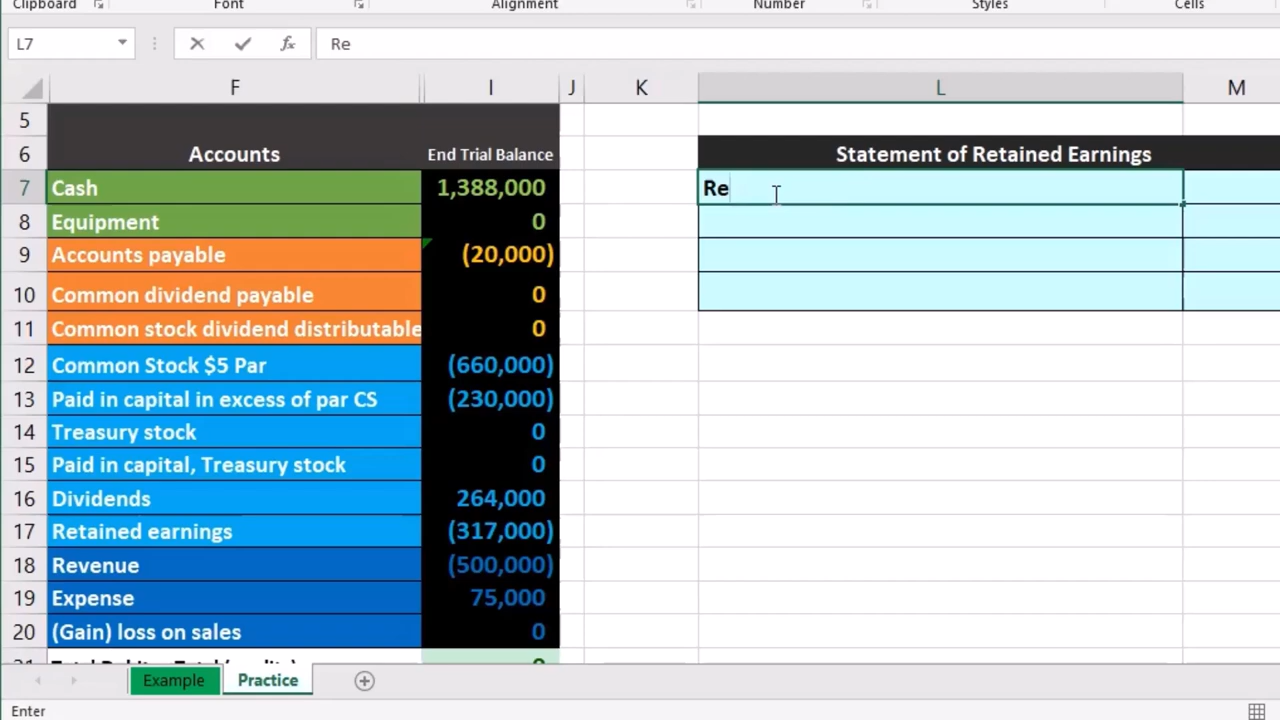 Clipboard Font Alignment Number Styles Cells
L7 fx Re
F I J K L M
5
6 Accounts End Trial Balance Statement of Retained Earnings
7 Cash 1,388,000 Re
8 Equipment 0
9 Accounts payable (20,000)
10 Common dividend payable 0
11 Common stock dividend distributable 0
12 Common Stock $5 Par (660,000)
13 Paid in capital in excess of par CS (230,000)
14 Treasury stock 0
15 Paid in capital, Treasury stock 0
16 Dividends 264,000
17 Retained earnings (317,000)
18 Revenue (500,000)
19 Expense 75,000
20 (Gain) loss on sales 0
Example Practice
Enter